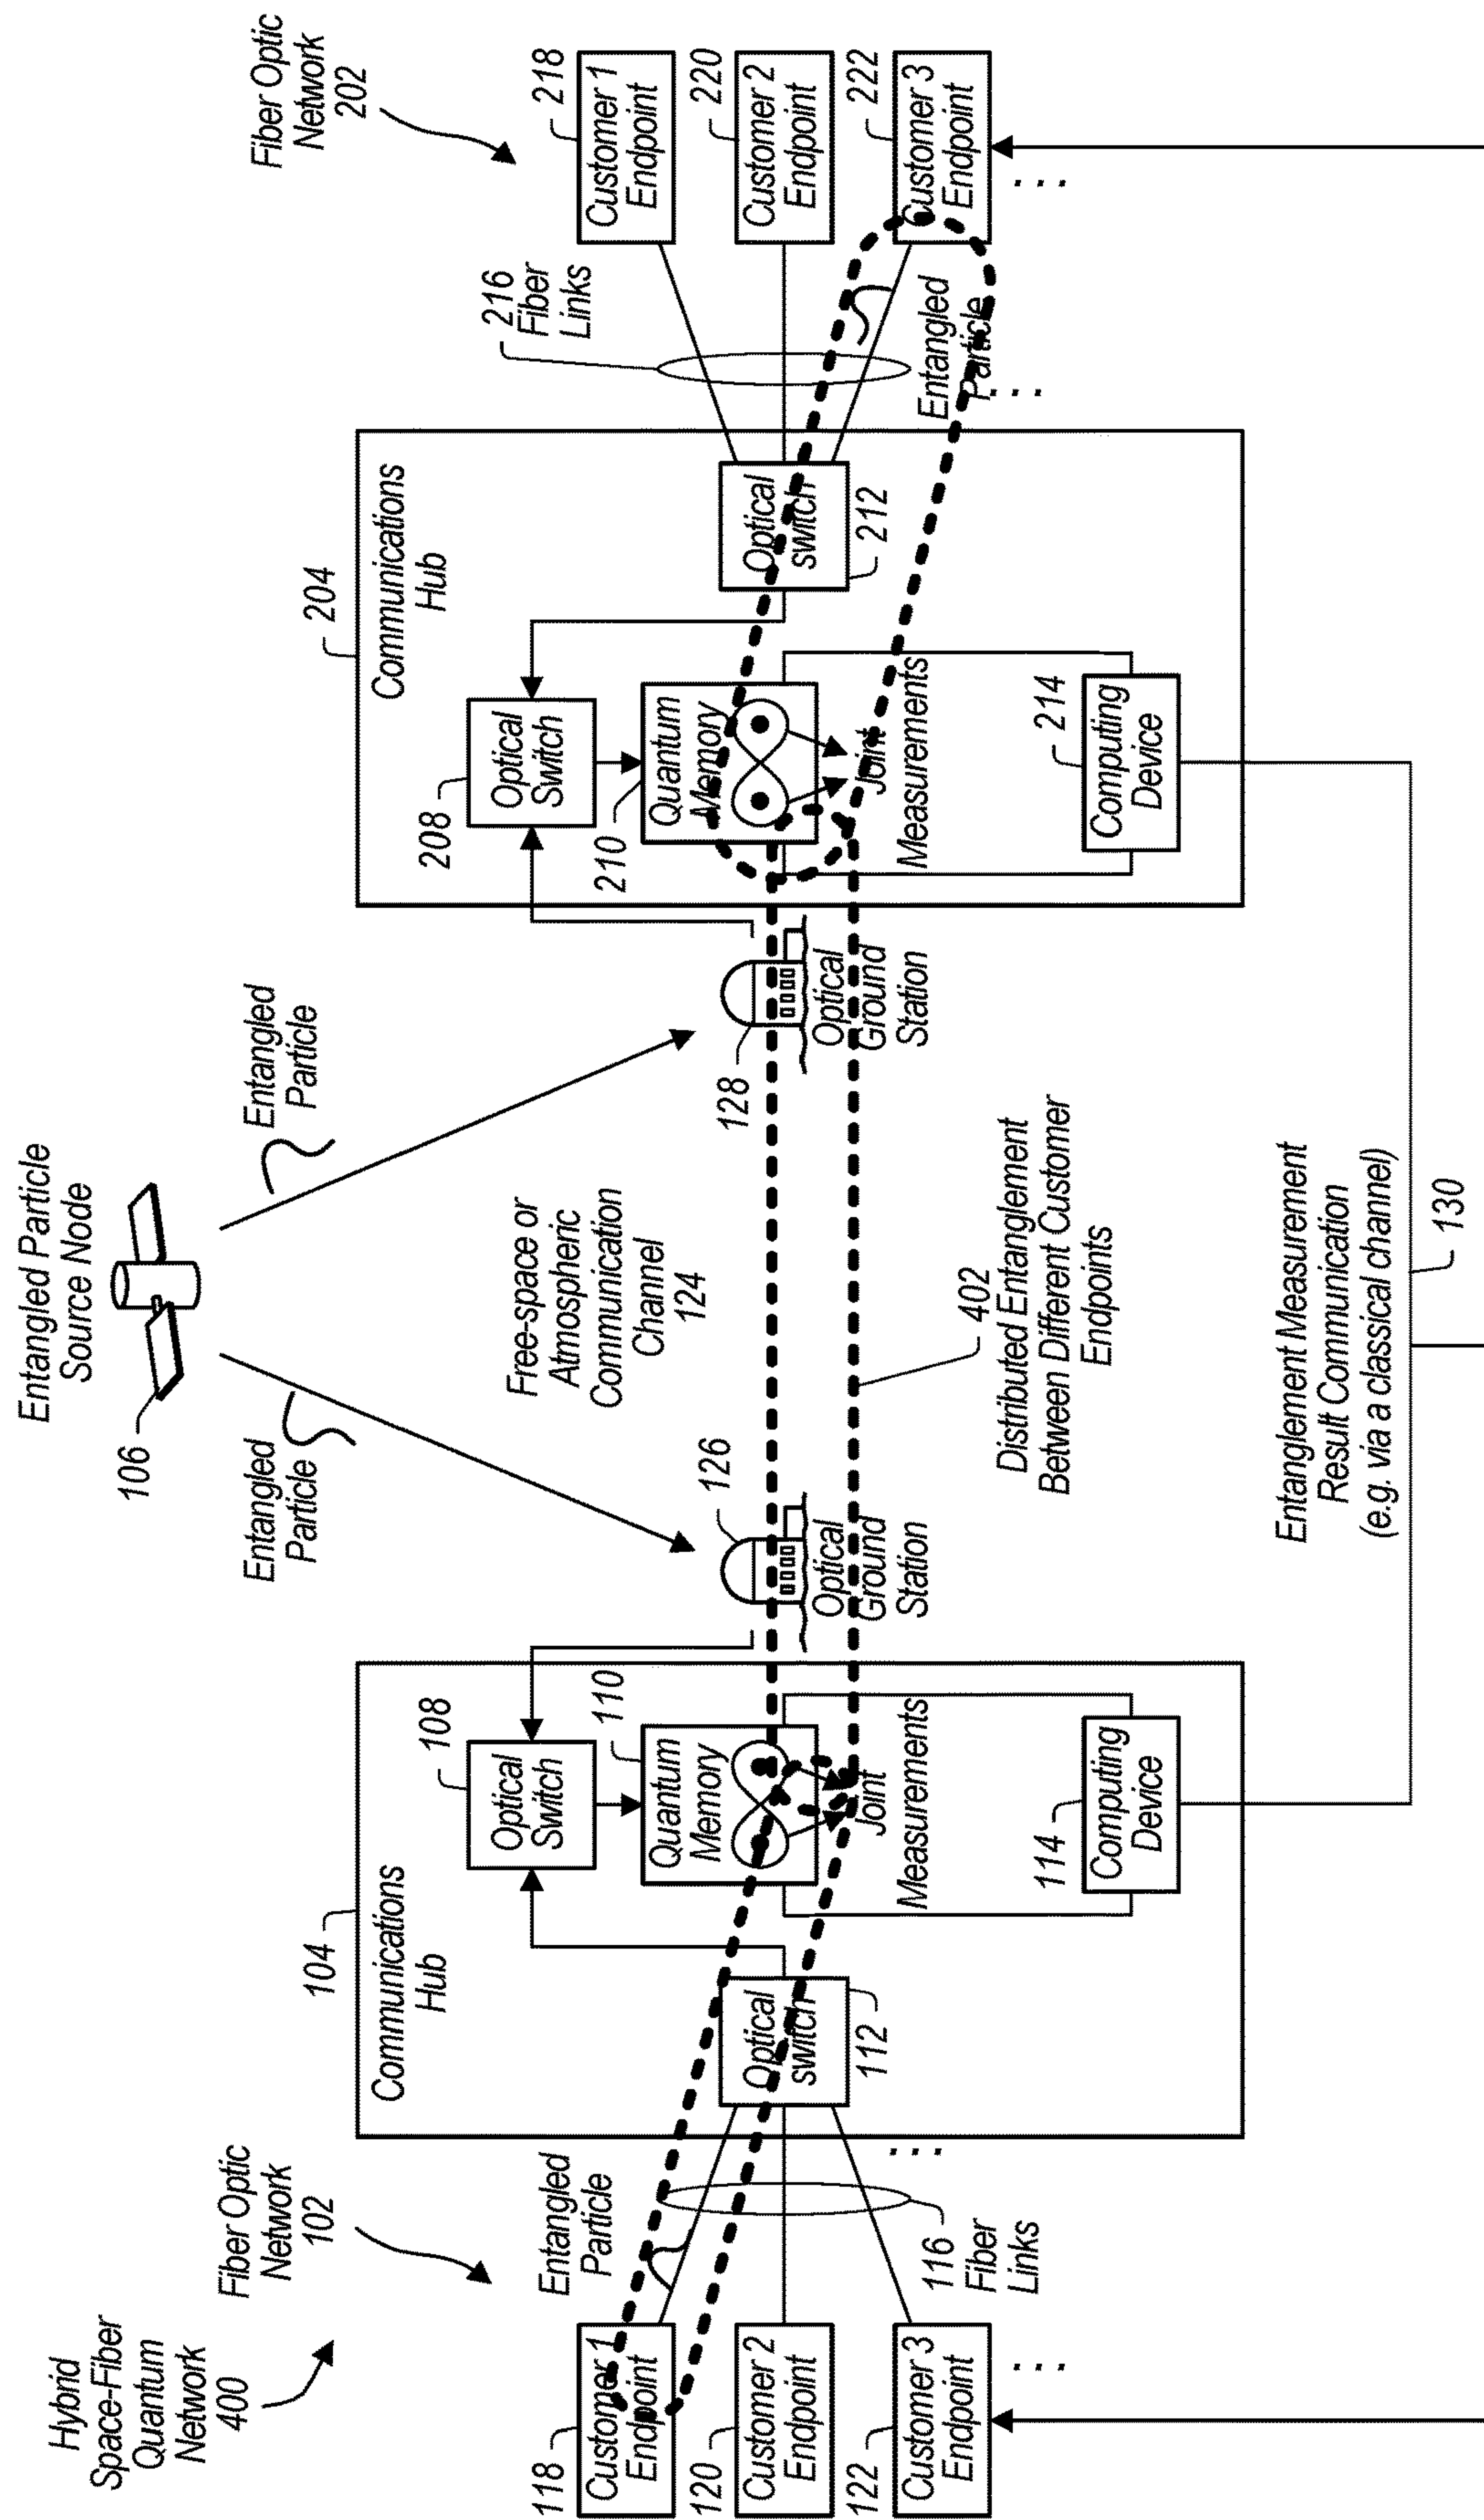 Hybrid
Space-Fiber
Quantum
Network
400
Fiber Optic
Network
102
Entangled Particle
Source Node
106
Fiber Optic
Network
202
Entangled
Particle
Entangled
Particle
Free-space or
Atmospheric
Communication
Channel
124
104
Communications
Hub
108
Optical
Switch
110
Quantum
Memory
Joint
Measurements
Optical
switch
112
114
Computing
Device
Entangled
Particle
116
Fiber
Links
. . .
118
Customer 1
Endpoint
120
Customer 2
Endpoint
122
Customer 3
Endpoint
. . .
126
Optical
Ground
Station
128
Optical
Ground
Station
402
Distributed Entanglement
Between Different Customer
Endpoints
204
Communications
Hub
208
Optical
Switch
210
Quantum
Memory
Joint
Measurements
Optical
switch
212
214
Computing
Device
216
Fiber
Links
Entangled
Particle
. . .
218
Customer 1
Endpoint
220
Customer 2
Endpoint
222
Customer 3
Endpoint
. . .
Entanglement Measurement
Result Communication
(e.g. via a classical channel)
130